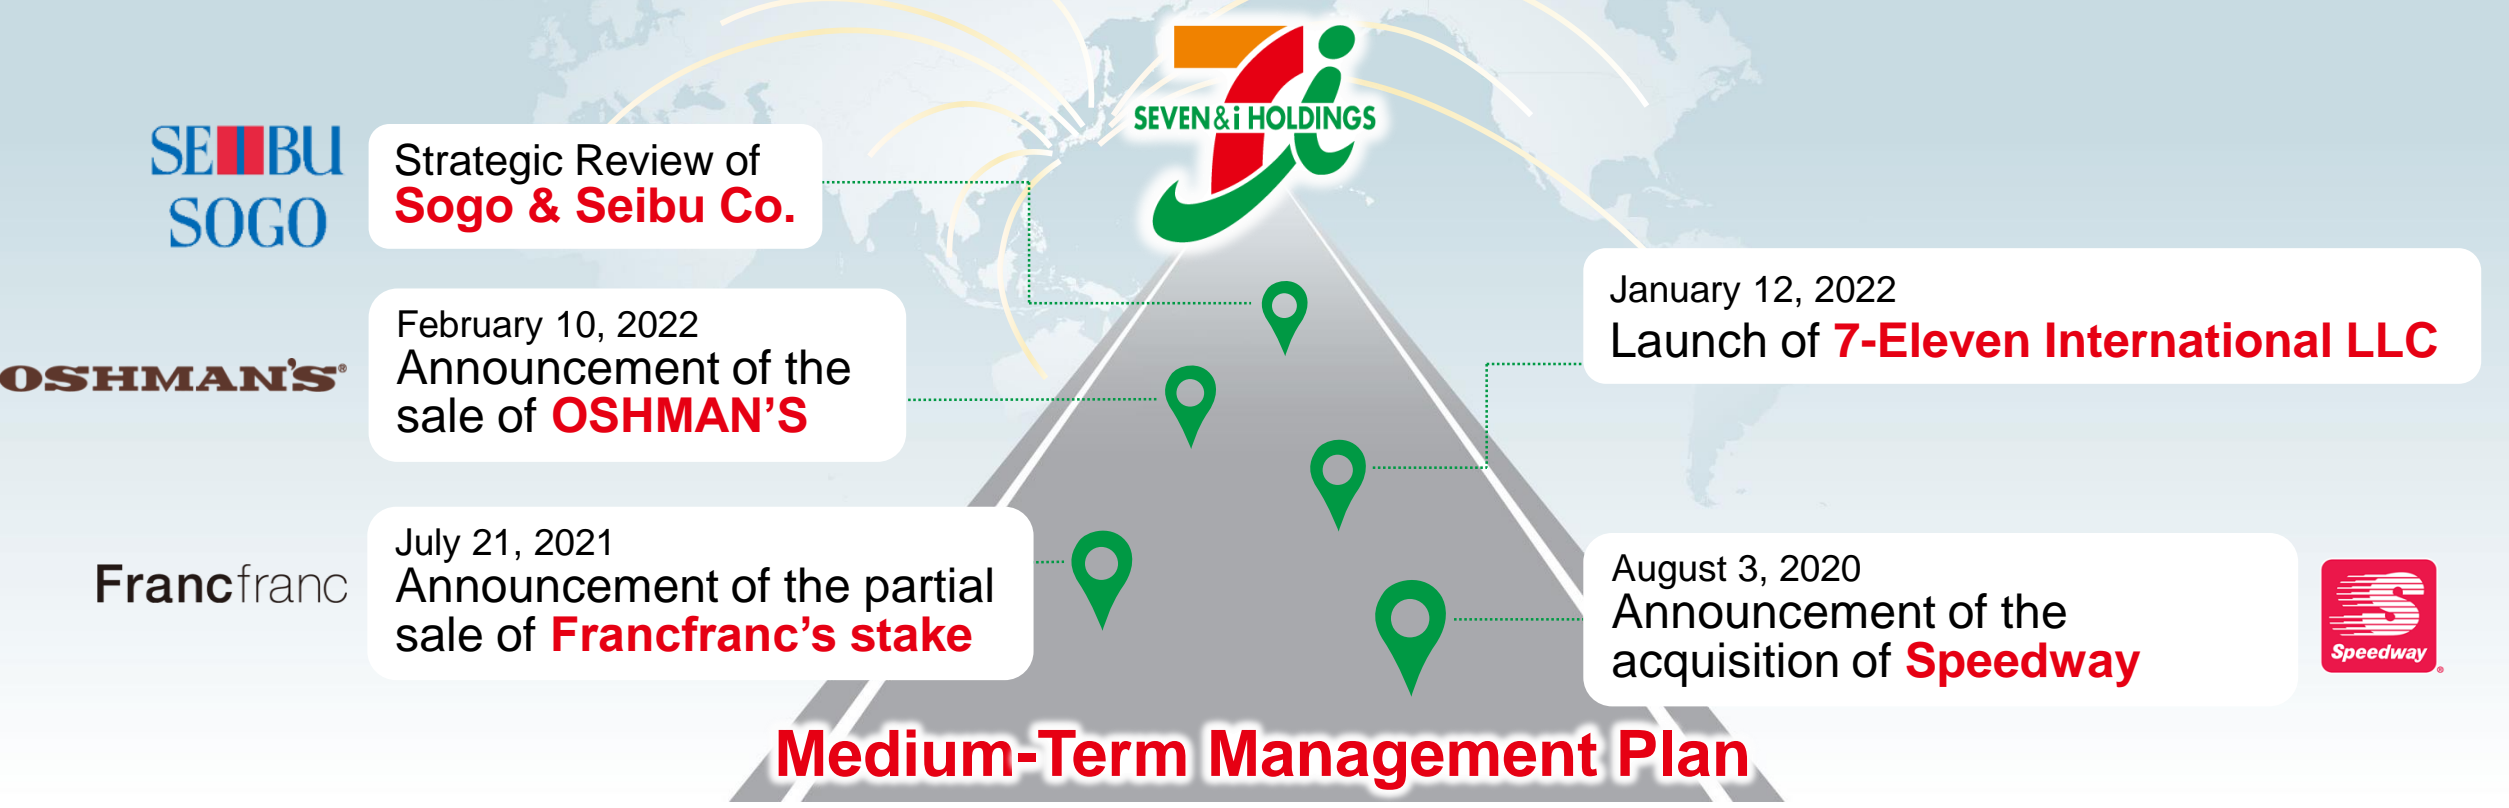 SEVEN&i HOLDINGS
SEIBU
SOGO
Strategic Review of
Sogo & Seibu Co.
OSHMAN'S®
February 10, 2022
Announcement of the
sale of OSHMAN’S
Francfranc
July 21, 2021
Announcement of the partial
sale of Francfranc’s stake
January 12, 2022
Launch of 7-Eleven International LLC
August 3, 2020
Announcement of the
acquisition of Speedway
Speedway®
Medium-Term Management Plan